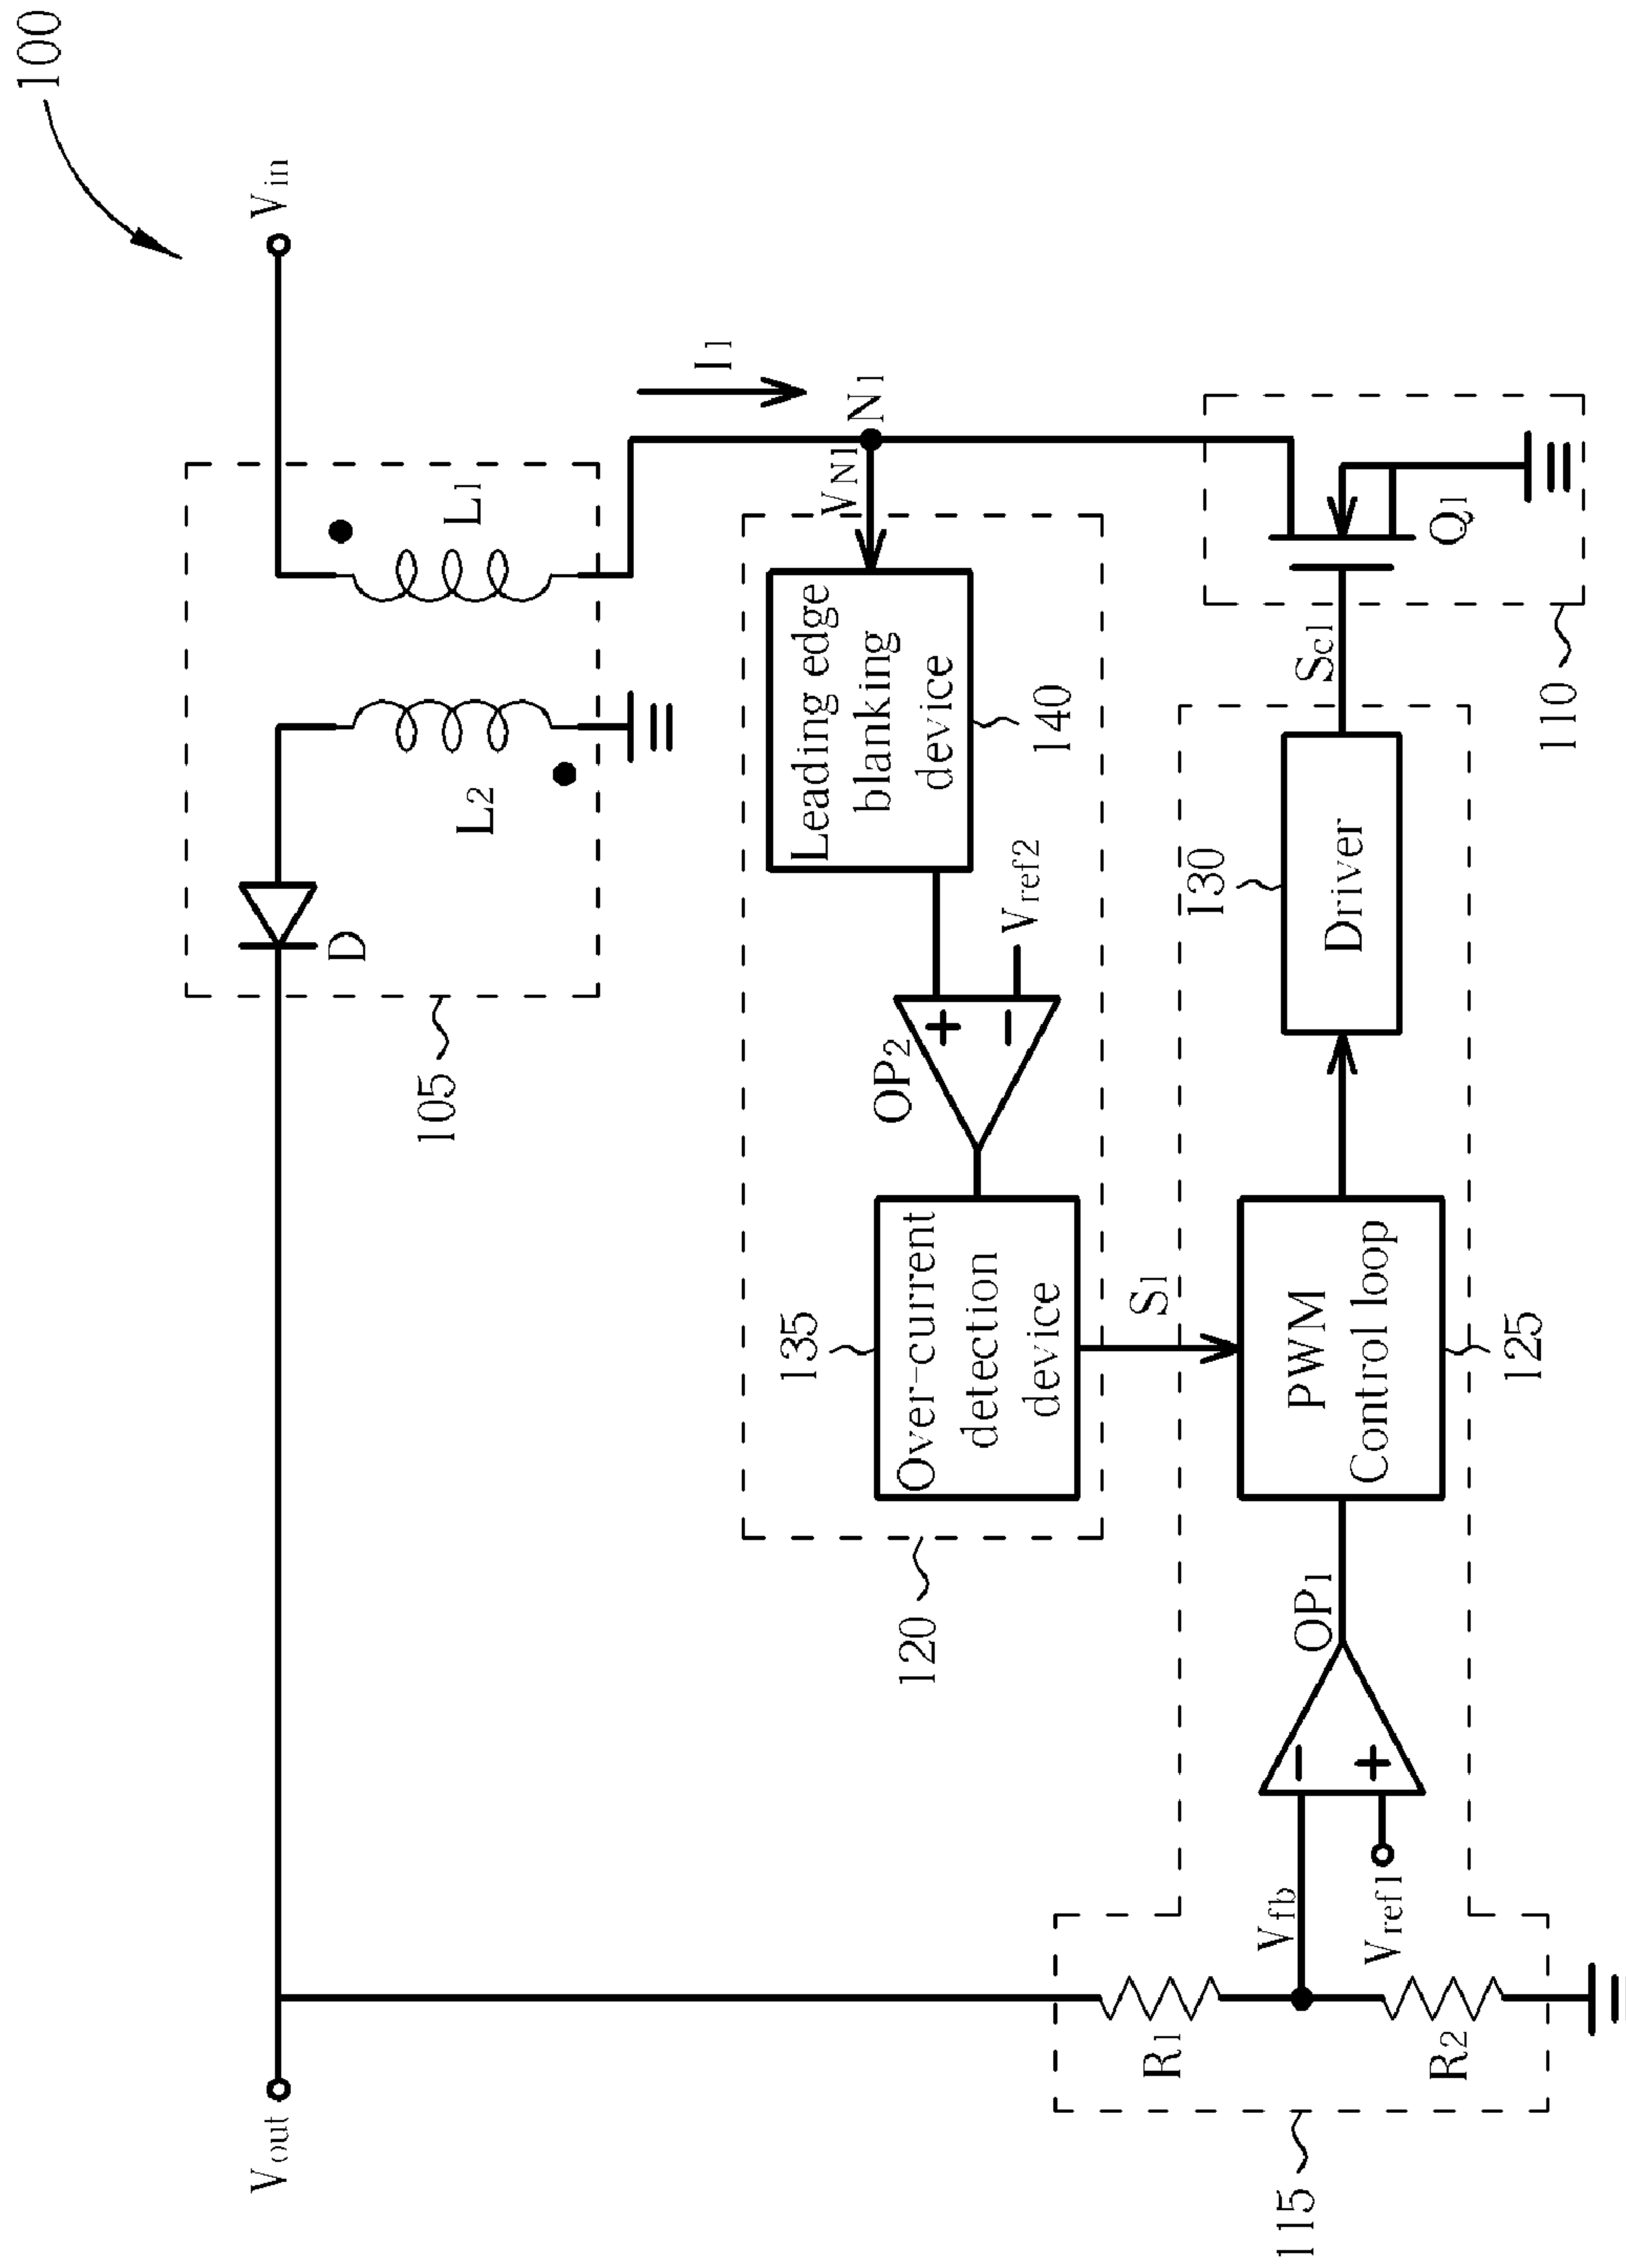 100
Vin
Vout
D
L2
L1
105
I1
N1
VN1
Leading edge
blanking
device
140
Vref2
OP2
135
Over-current
detection
device
120
S1
Vfb
Vref1
OP1
PWM
Control loop
125
130
Driver
Sc1
Q1
110
R1
R2
115